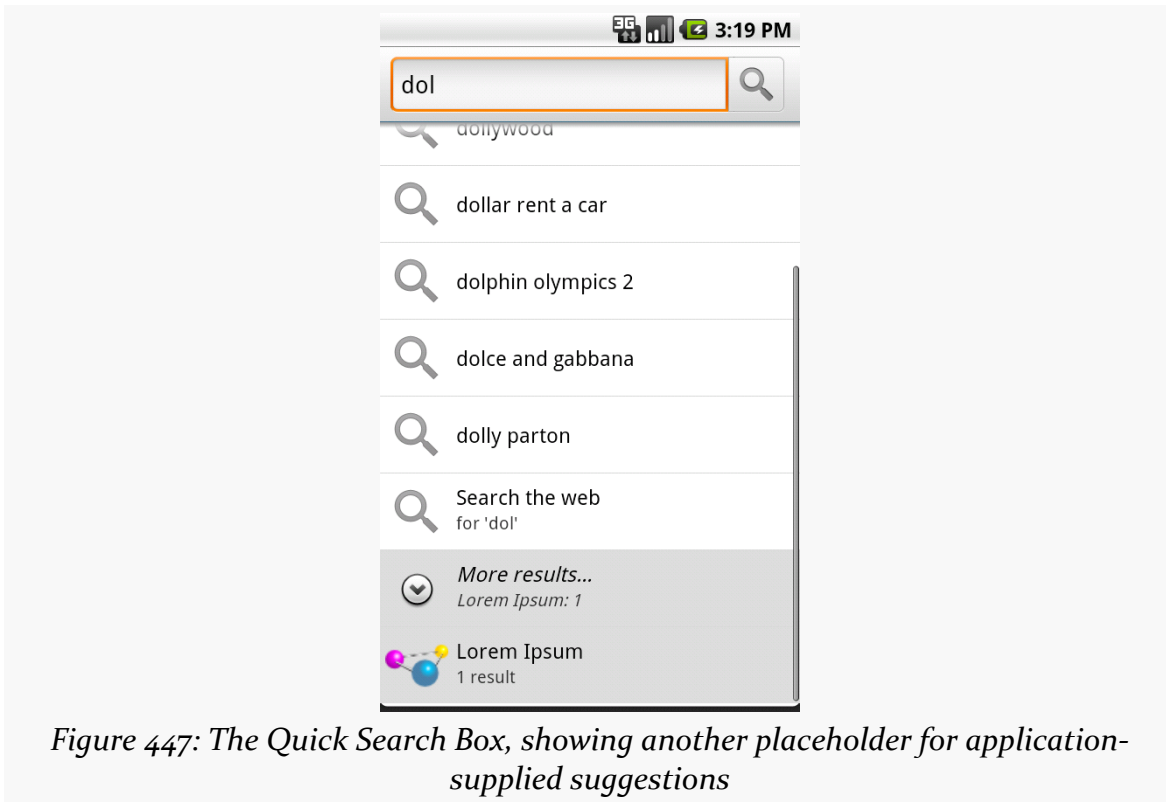 3G 3:19 PM
dol
dollywood
dollar rent a car
dolphin olympics 2
dolce and gabbana
dolly parton
Search the web
for 'dol'
More results...
Lorem Ipsum: 1
Lorem Ipsum
1 result
Figure 447: The Quick Search Box, showing another placeholder for application-
supplied suggestions